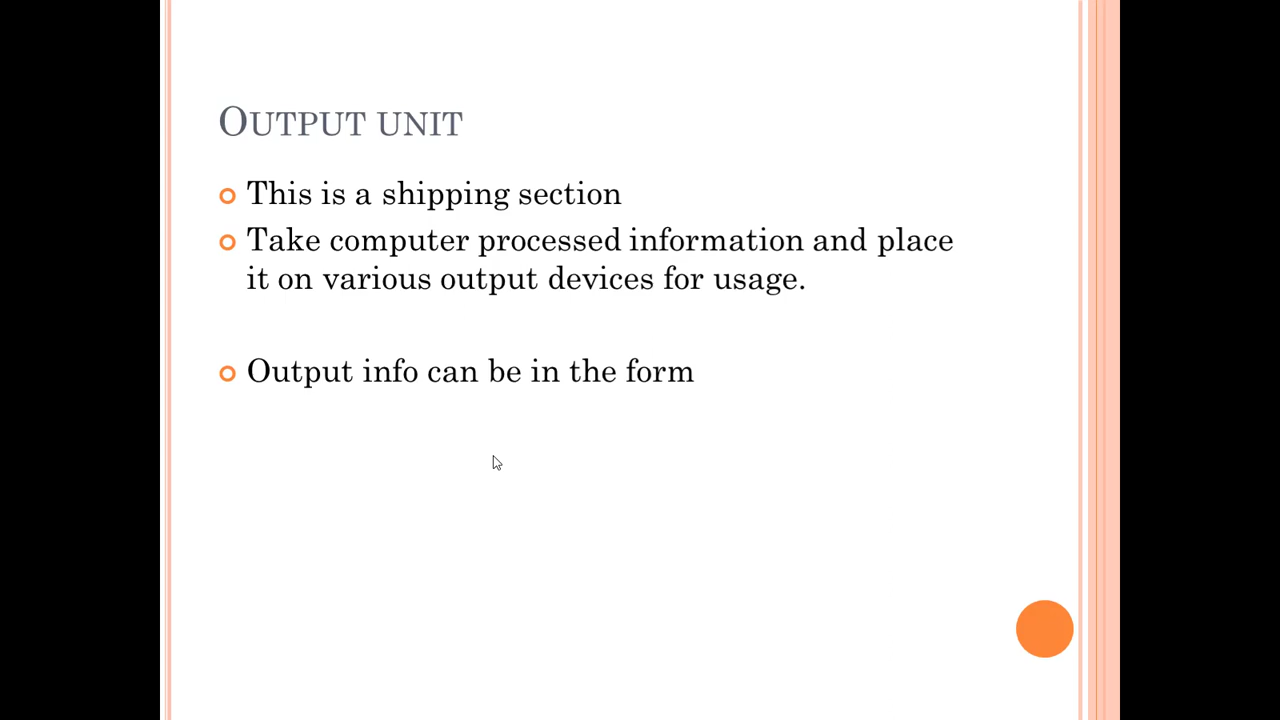 OUTPUT UNIT
This is a shipping section
Take computer processed information and place
it on various output devices for usage.
Output info can be in the form